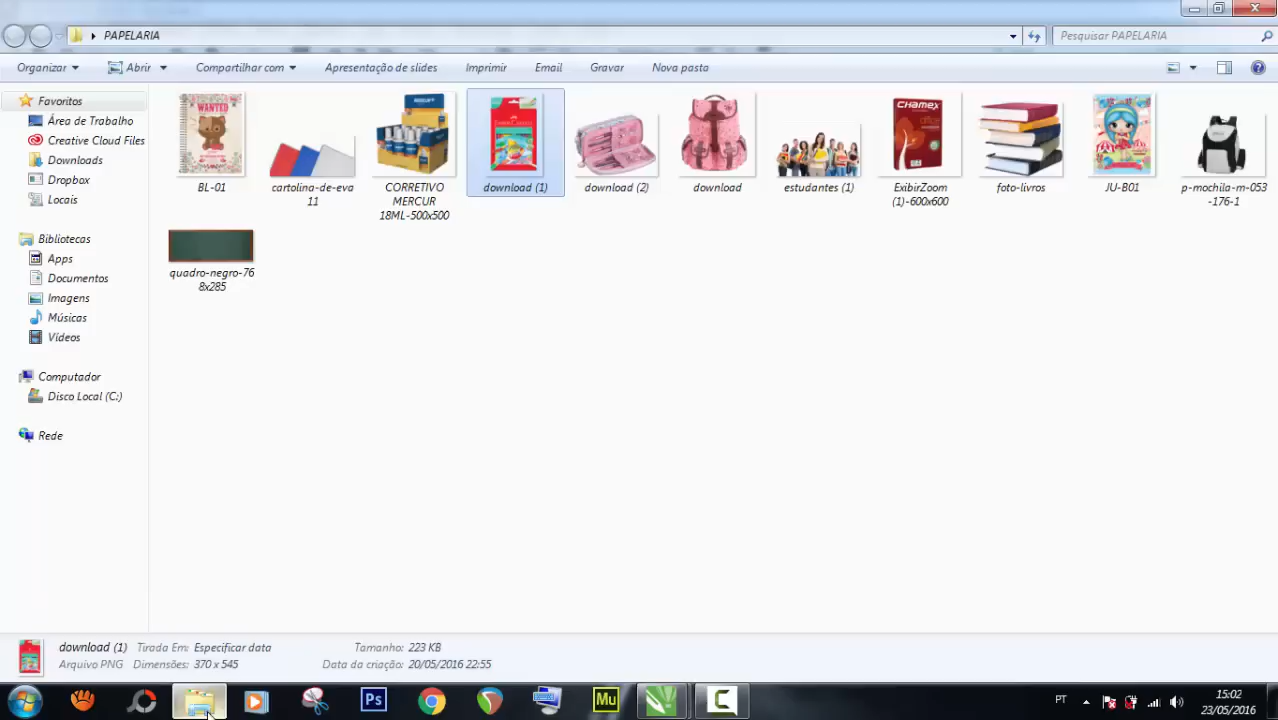 PAPELARIA
Pesquisar PAPELARIA
Organizar
Abrir
Compartilhar com
Apresentação de slides
Imprimir
Email
Gravar
Nova pasta
Favoritos
Área de Trabalho
Creative Cloud Files
Downloads
Dropbox
Locais
Bibliotecas
Apps
Documentos
Imagens
Músicas
Vídeos
Computador
Disco Local (C:)
Rede
WANTED
CHAMEX
BL-01
cartolina-de-eva
11
CORRETIVO
MERCUR
18ML-500x500
download (1)
download (2)
download
estudantes (1)
ExibirZoom
(1)-600x600
foto-livros
JU-B01
p-mochila-m-053
-176-1
quadro-negro-76
8x285
download (1) Tirada Em: Especificar data Tamanho: 223 KB
Arquivo PNG Dimensões: 370 x 545 Data da criação: 20/05/2016 22:55
Ps
Mu
PT
15:02
23/05/2016